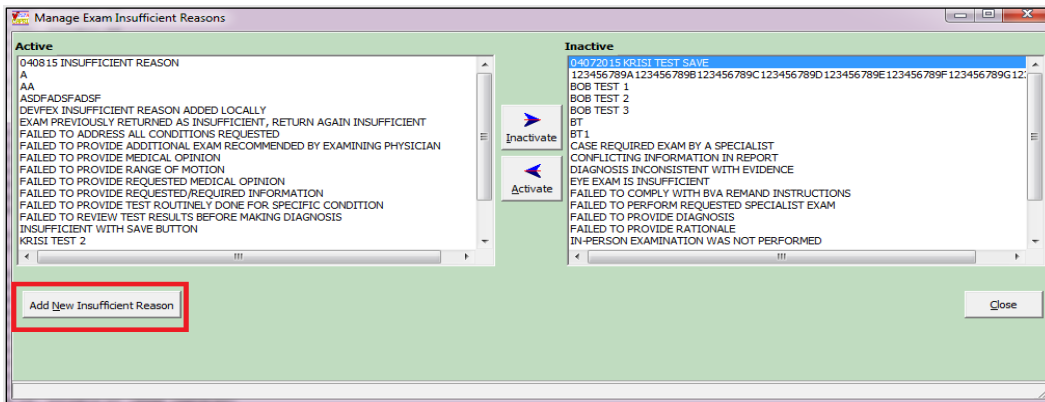 Manage Exam Insufficient Reasons
Active
040815 INSUFFICIENT REASON
A
AA
ASDFADSFADSF
DEVFEX INSUFFICIENT REASON ADDED LOCALLY
EXAM PREVIOUSLY RETURNED AS INSUFFICIENT, RETURN AGAIN INSUFFICIENT
FAILED TO ADDRESS ALL CONDITIONS REQUESTED
FAILED TO PROVIDE ADDITIONAL EXAM RECOMMENDED BY EXAMINING PHYSICIAN
FAILED TO PROVIDE MEDICAL OPINION
FAILED TO PROVIDE RANGE OF MOTION
FAILED TO PROVIDE REQUESTED MEDICAL OPINION
FAILED TO PROVIDE REQUESTED/REQUIRED INFORMATION
FAILED TO PROVIDE TEST ROUTINELY DONE FOR SPECIFIC CONDITION
FAILED TO REVIEW TEST RESULTS BEFORE MAKING DIAGNOSIS
INSUFFICIENT WITH SAVE BUTTON
KRISI TEST 2
Inactivate
Activate
Inactive
04072015 KRISI TEST SAVE
123456789A123456789B123456789C123456789D123456789E123456789F123456789G12
BOB TEST 1
BOB TEST 2
BOB TEST 3
BT
BT1
CASE REQUIRED EXAM BY A SPECIALIST
CONFLICTING INFORMATION IN REPORT
DIAGNOSIS INCONSISTENT WITH EVIDENCE
EYE EXAM IS INSUFFICIENT
FAILED TO COMPLY WITH BVA REMAND INSTRUCTIONS
FAILED TO PERFORM REQUESTED SPECIALIST EXAM
FAILED TO PROVIDE DIAGNOSIS
FAILED TO PROVIDE RATIONALE
IN-PERSON EXAMINATION WAS NOT PERFORMED
Add New Insufficient Reason
Close